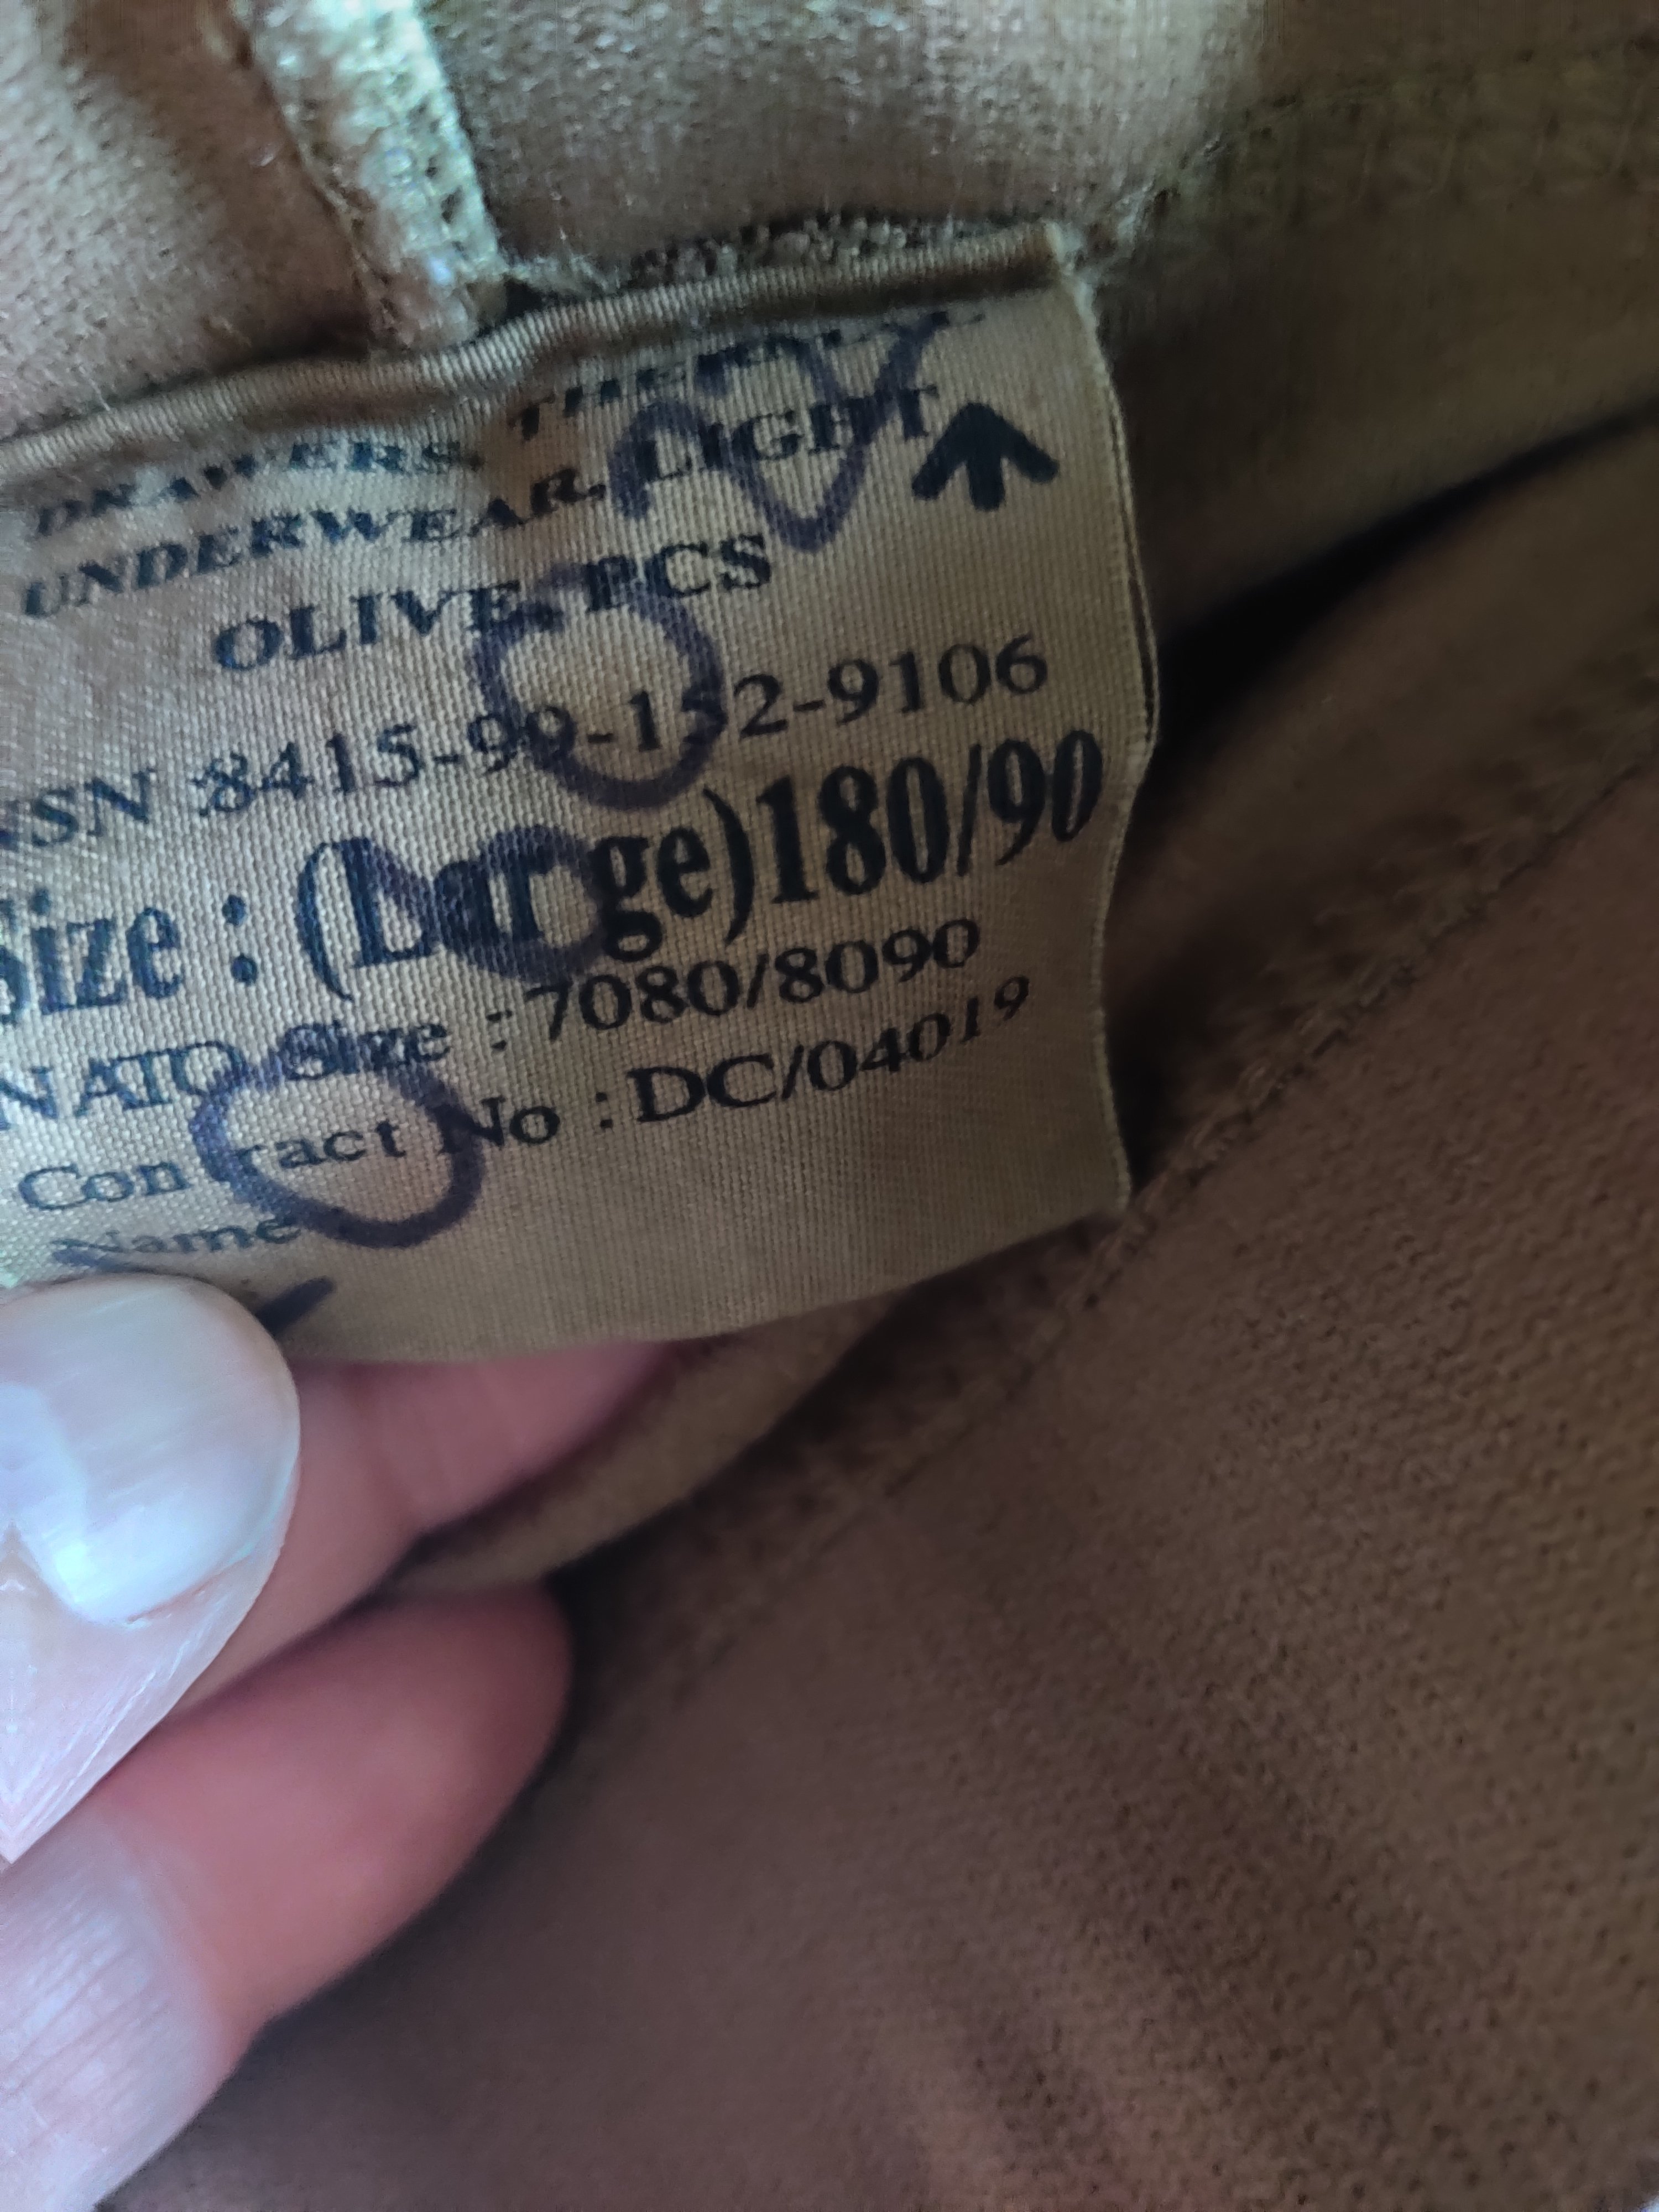 DRAWERS, THERMAL
UNDERWEAR, LIGHT
OLIVE, PCS
NSN 8415-99-152-9106
Size : (Large)180/90
NATO Size : 7080/8090
Contract No : DC/04019
Name